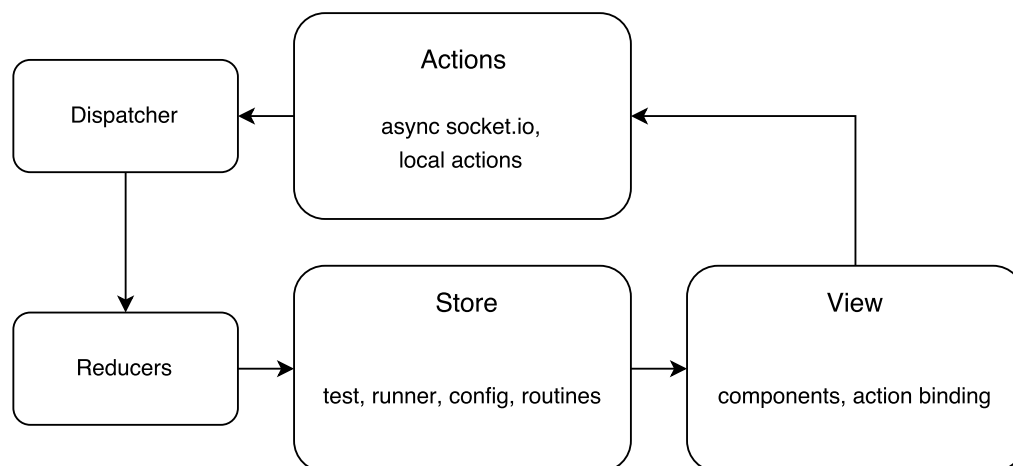 Actions
Dispatcher
async socket.io,
local actions
Store
View
Reducers
test, runner, config, routines
components, action binding